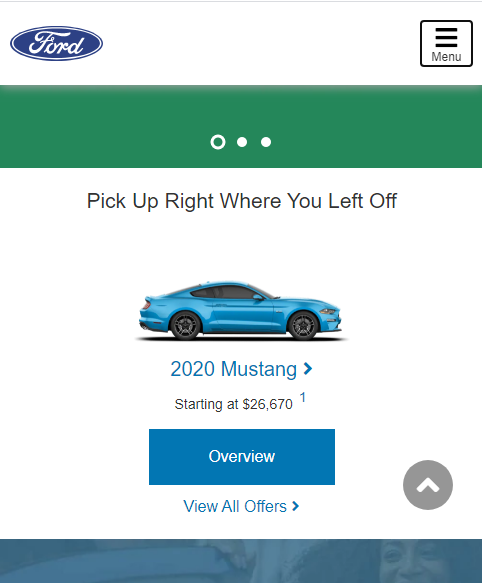 Ford
Menu
Pick Up Right Where You Left Off
2020 Mustang
Starting at $26,670 1
Overview
View All Offers